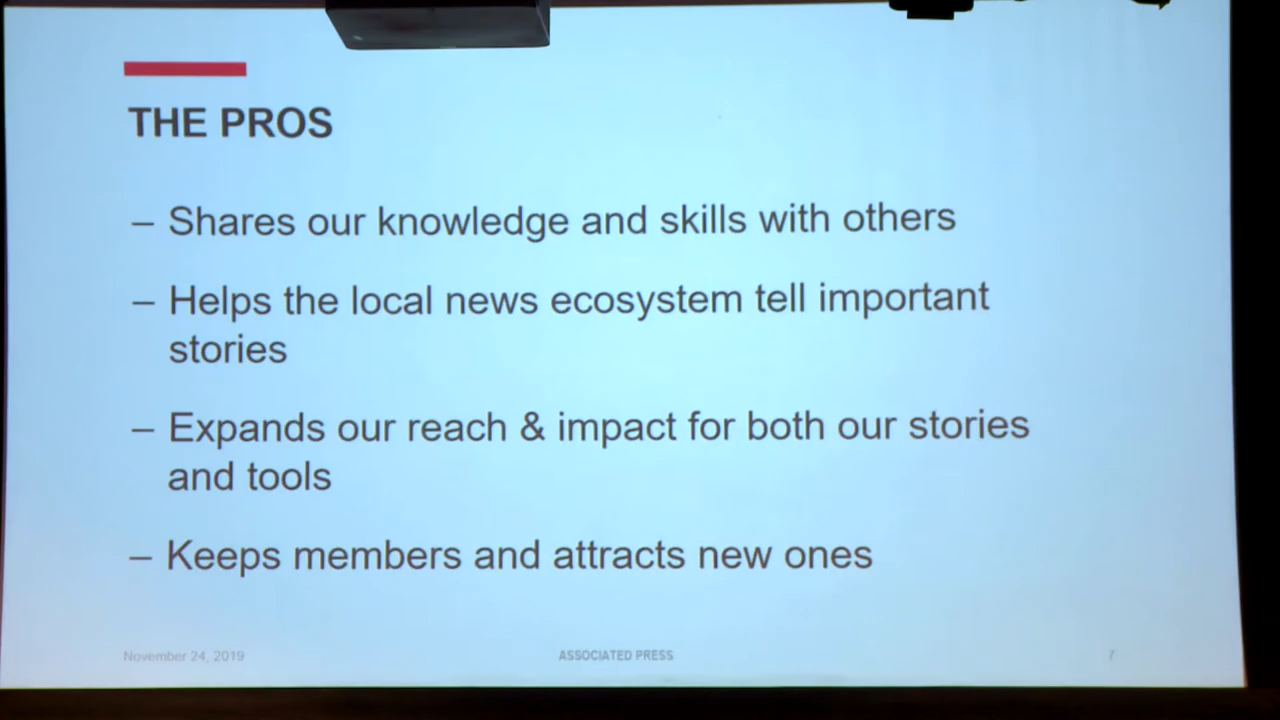 THE PROS
– Shares our knowledge and skills with others
– Helps the local news ecosystem tell important
stories
– Expands our reach & impact for both our stories
and tools
– Keeps members and attracts new ones
November 24, 2019 ASSOCIATED PRESS 7